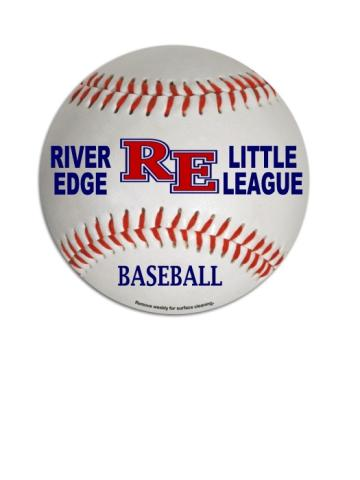 RIVER EDGE RE LITTLE LEAGUE
BASEBALL
Remove weekly for surface cleaning.